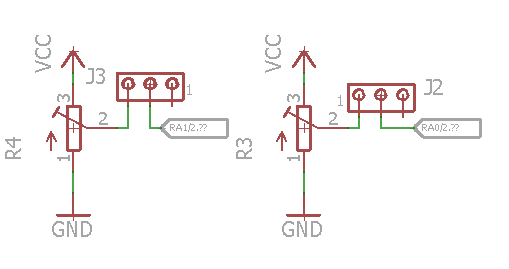 VCC
J3
1
3
2
RA1/2.??
R4
1
GND
VCC
J2
1
3
2
RA0/2.??
R3
1
GND